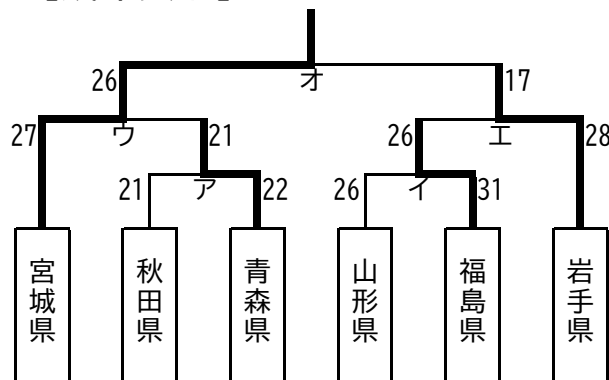 26 オ 17
27 ウ 21 26 エ 28
21 ア 22 26 イ 31
宮城県
秋田県
青森県
山形県
福島県
岩手県